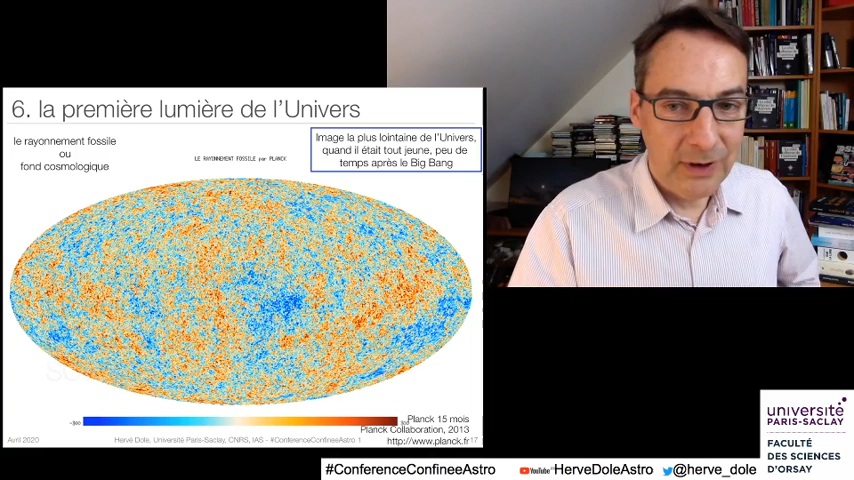 6. la première lumière de l'Univers
le rayonnement fossile
ou
fond cosmologique
LE RAYONNEMENT FOSSILE par PLANCK
Image la plus lointaine de l'Univers,
quand il était tout jeune, peu de
temps après le Big Bang
-300
Planck 15 mois
Planck Collaboration, 2013
http://www.planck.fr
17
Avril 2020
Hervé Dole, Université Paris-Saclay, CNRS, IAS - #ConferenceConfineeAstro 1
université
PARIS-SACLAY
FACULTÉ
DES SCIENCES
D'ORSAY
#ConferenceConfineeAstro
YouTube
HerveDoleAstro
@herve_dole